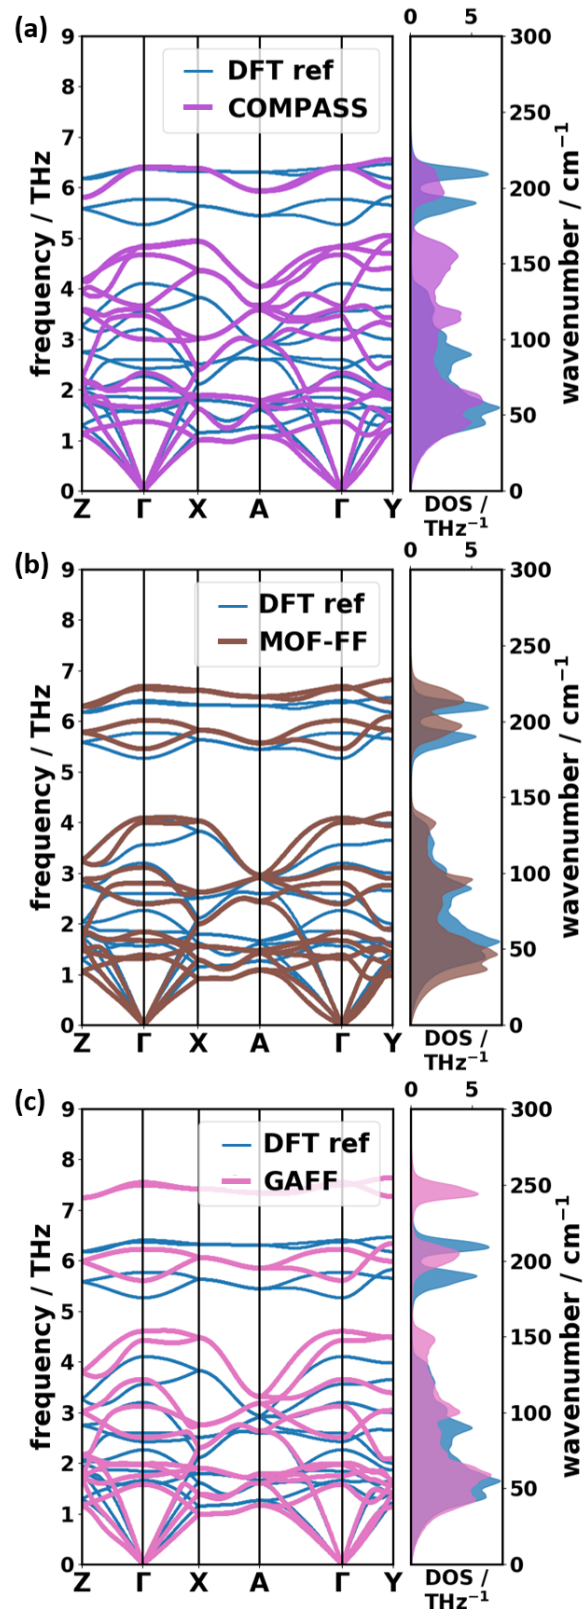 (a)
0 5
9
8
7
6
5
4
3
2
1
0
frequency / THz
DFT ref
COMPASS
Z Γ X A Γ Y
300
250
200
150
100
50
0
wavenumber / cm⁻¹
DOS /
THz⁻¹
(b)
0 5
9
8
7
6
5
4
3
2
1
0
frequency / THz
DFT ref
MOF-FF
Z Γ X A Γ Y
300
250
200
150
100
50
0
wavenumber / cm⁻¹
DOS /
THz⁻¹
(c)
0 5
9
8
7
6
5
4
3
2
1
0
frequency / THz
DFT ref
GAFF
Z Γ X A Γ Y
300
250
200
150
100
50
0
wavenumber / cm⁻¹
DOS /
THz⁻¹